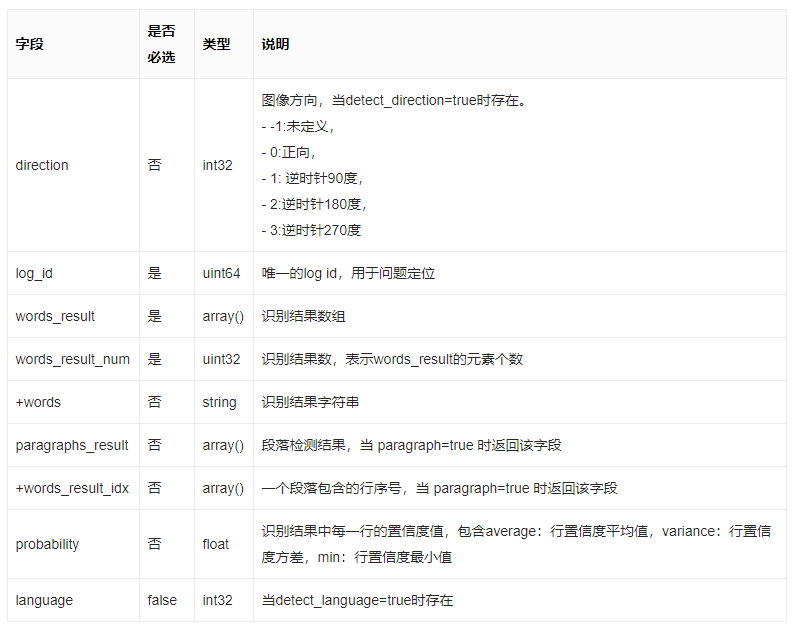 字段 是否必选 类型 说明
direction 否 int32 图像方向，当detect_direction=true时存在。
- -1:未定义，
- 0:正向，
- 1: 逆时针90度，
- 2:逆时针180度，
- 3:逆时针270度
log_id 是 uint64 唯一的log id，用于问题定位
words_result 是 array() 识别结果数组
words_result_num 是 uint32 识别结果数，表示words_result的元素个数
+words 否 string 识别结果字符串
paragraphs_result 否 array() 段落检测结果，当 paragraph=true 时返回该字段
+words_result_idx 否 array() 一个段落包含的行序号，当 paragraph=true 时返回该字段
probability 否 float 识别结果中每一行的置信度值，包含average：行置信度平均值，variance：行置信
度方差，min：行置信度最小值
language false int32 当detect_language=true时存在